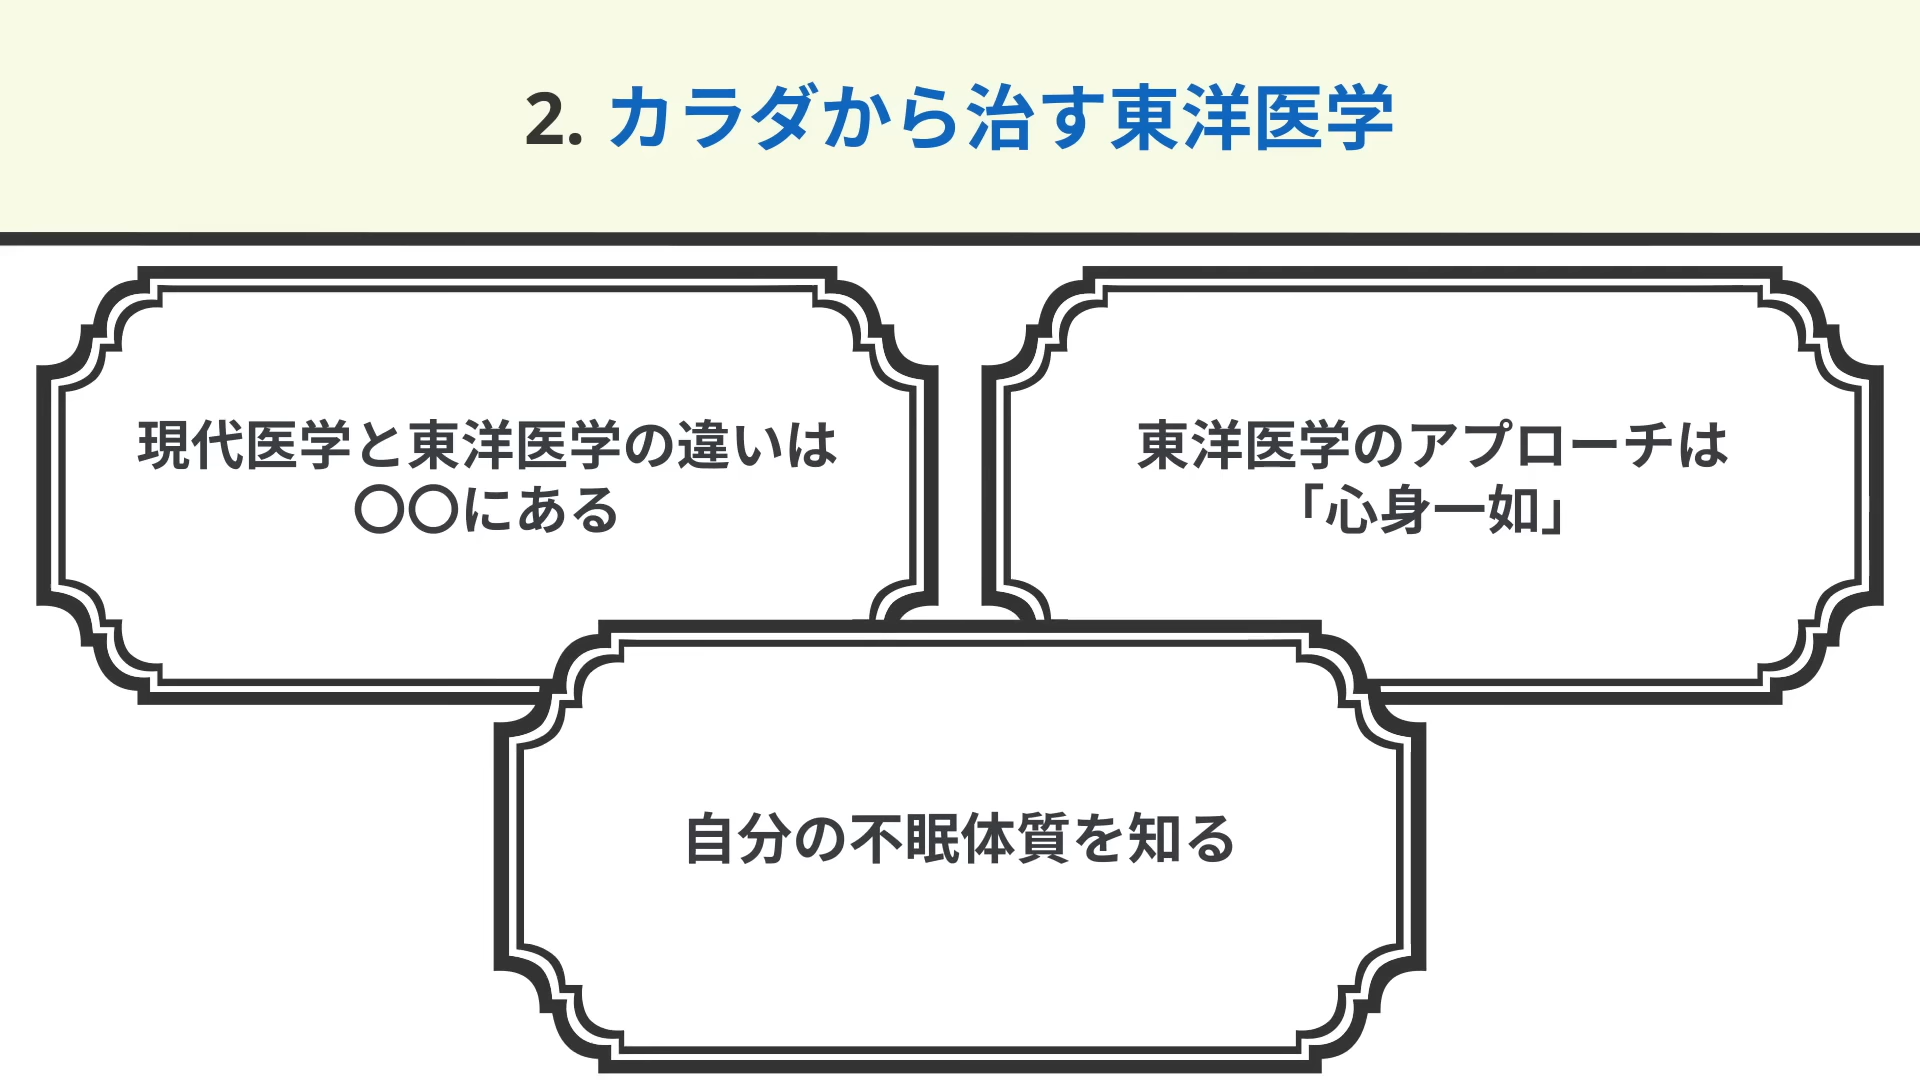 2. カラダから治す東洋医学
現代医学と東洋医学の違いは
〇〇にある
東洋医学のアプローチは
「心身一如」
自分の不眠体質を知る